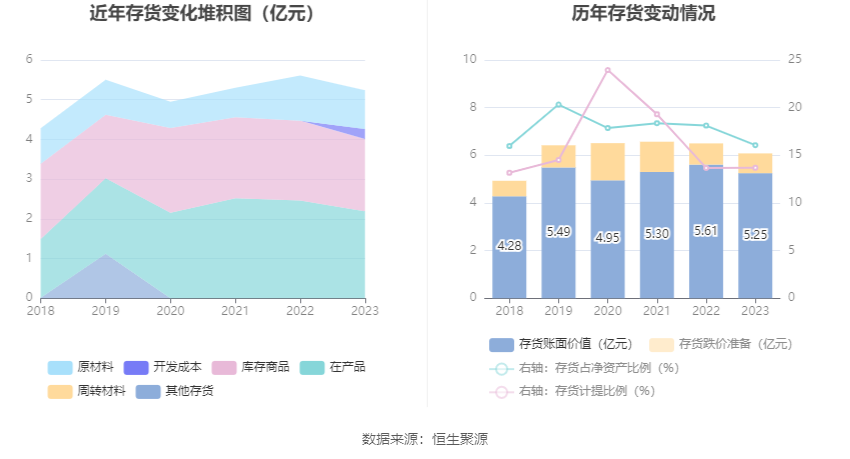 近年存货变化堆积图（亿元）
6
5
4
3
2
1
0
2018 2019 2020 2021 2022 2023
原材料 开发成本 库存商品 在产品
周转材料 其他存货
历年存货变动情况
10 25
8 20
6 15
4 10
2 5
0 0
4.28 5.49 4.95 5.30 5.61 5.25
2018 2019 2020 2021 2022 2023
存货账面价值（亿元） 存货跌价准备（亿元）
右轴：存货占净资产比例（%）
右轴：存货计提比例（%）
数据来源：恒生聚源